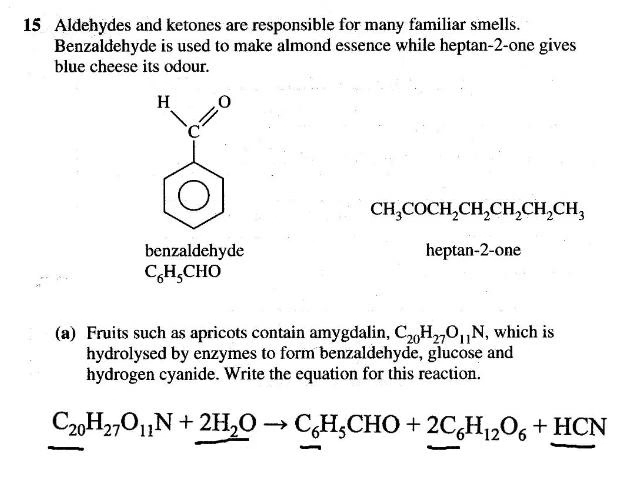 15 Aldehydes and ketones are responsible for many familiar smells.
Benzaldehyde is used to make almond essence while heptan-2-one gives
blue cheese its odour.
H O
C
CH₃COCH₂CH₂CH₂CH₂CH₃
benzaldehyde heptan-2-one
C₆H₅CHO
(a) Fruits such as apricots contain amygdalin, C₂₀H₂₇O₁₁N, which is
hydrolysed by enzymes to form benzaldehyde, glucose and
hydrogen cyanide. Write the equation for this reaction.
C₂₀H₂₇O₁₁N + 2H₂O → C₆H₅CHO + 2C₆H₁₂O₆ + HCN